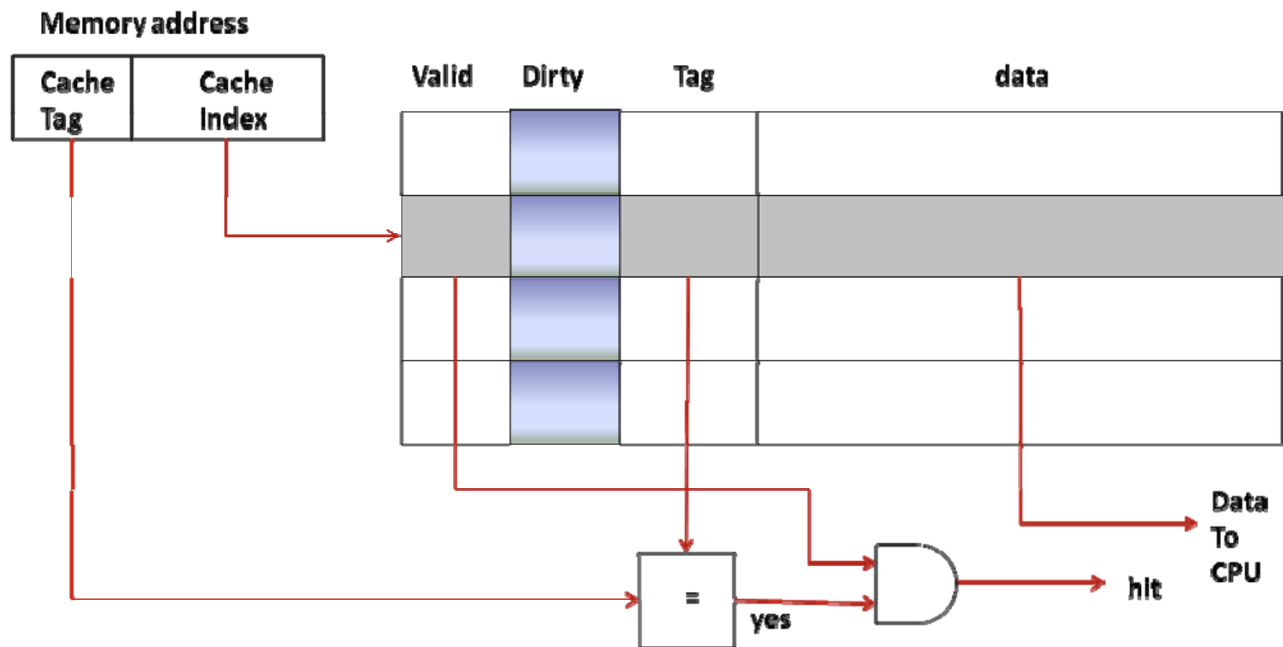 Memory address
Cache
Tag
Cache
Index
Valid
Dirty
Tag
data
Data
To
CPU
=
yes
hit